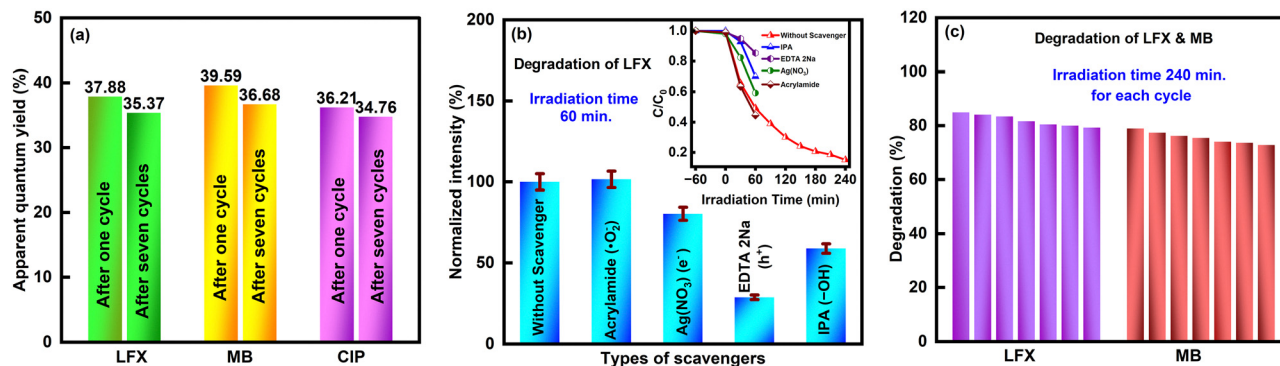 (a)
Apparent quantum yield (%)
50
40
30
20
10
0
37.88
35.37
39.59
36.68
36.21
34.76
After one cycle
After seven cycles
After one cycle
After seven cycles
After one cycle
After seven cycles
LFX
MB
CIP
(b)
Degradation of LFX
Irradiation time
60 min.
Normalized intensity (%)
200
150
100
50
0
Without Scavenger
Acrylamide (•O₂⁻)
Ag(NO₃) (e⁻)
EDTA 2Na
(h⁺)
IPA (–OH)
Types of scavengers
C/C₀
1.0
0.8
0.6
0.4
0.2
−60 0 60 120 180 240
Irradiation Time (min)
Without Scavenger
IPA
EDTA 2Na
Ag(NO₃)
Acrylamide
(c)
Degradation of LFX & MB
Irradiation time 240 min.
for each cycle
Degradation (%)
120
100
80
60
40
20
0
LFX
MB